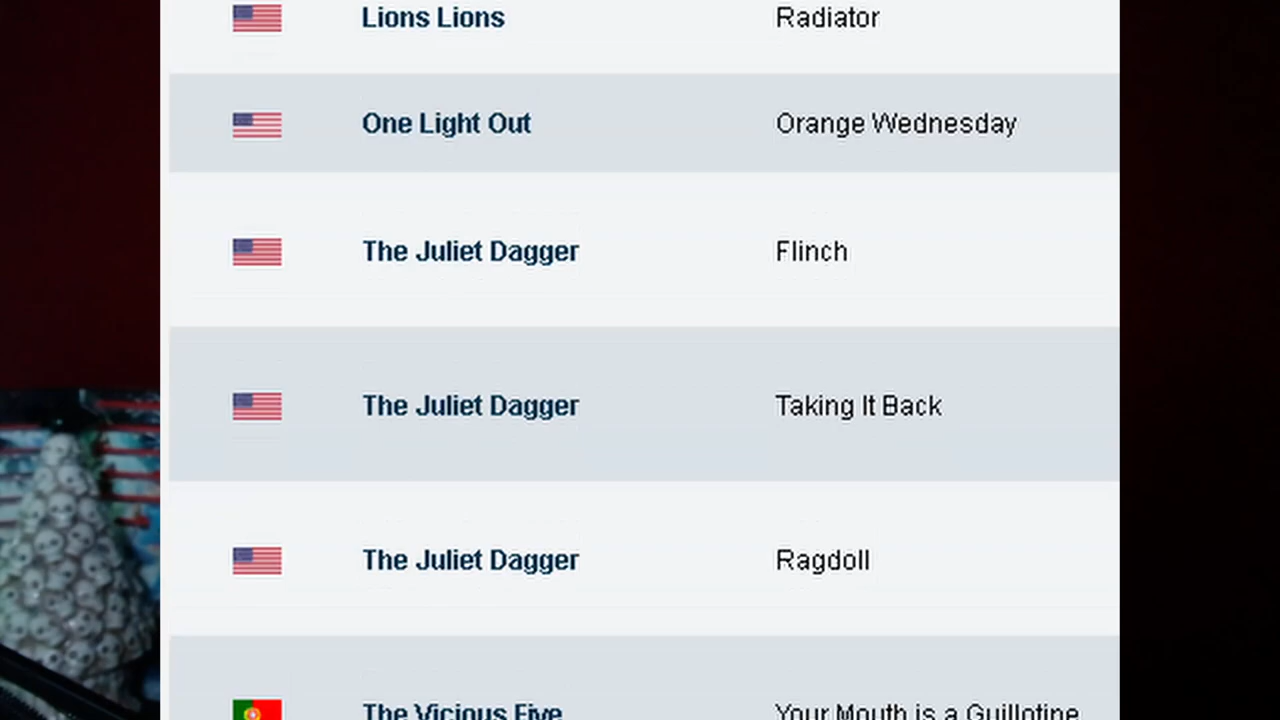 Lions Lions Radiator
One Light Out Orange Wednesday
The Juliet Dagger Flinch
The Juliet Dagger Taking It Back
The Juliet Dagger Ragdoll
The Vicious Five Your Mouth is a Guillotine